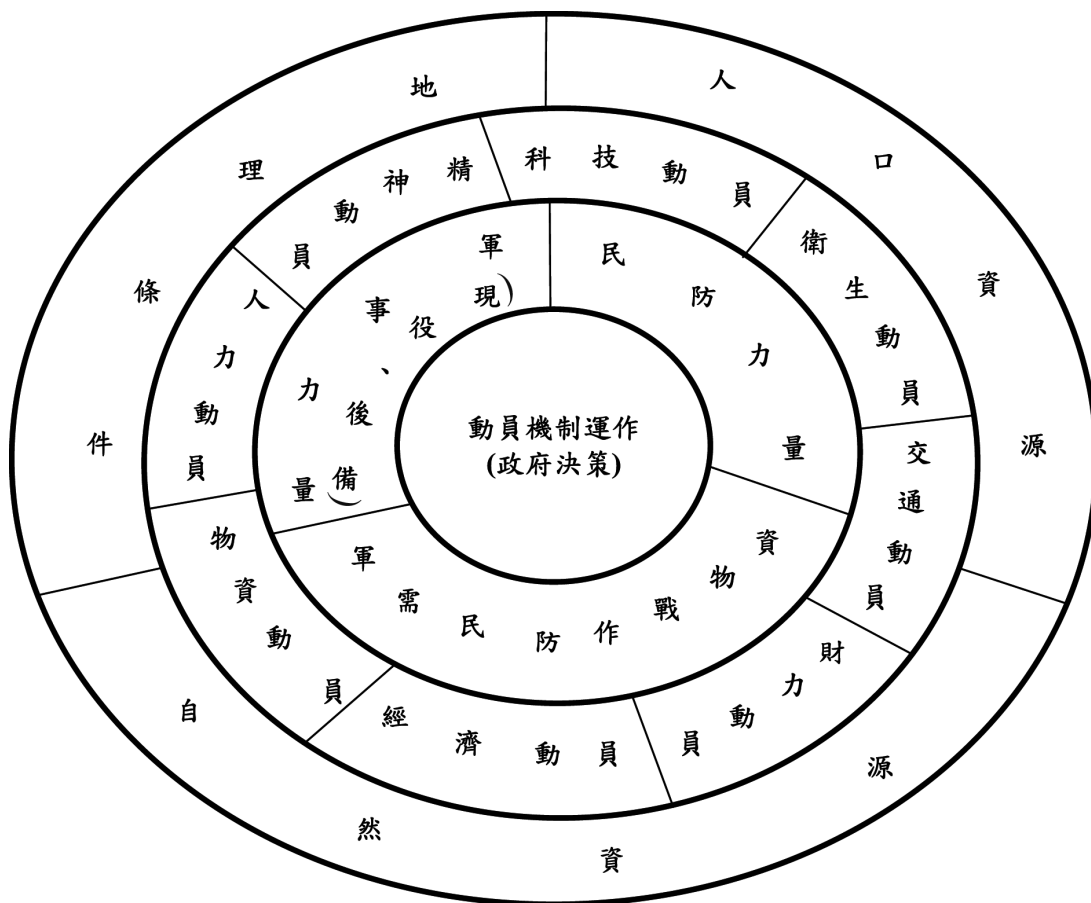 地理條件
人口資源
自然資源
精神動員
科技動員
衛生動員
交通動員
財力動員
經濟動員
物資動員
人力動員
軍事力量
(現役、後備)
民防力量
軍需民防作戰物資
動員機制運作
(政府決策)